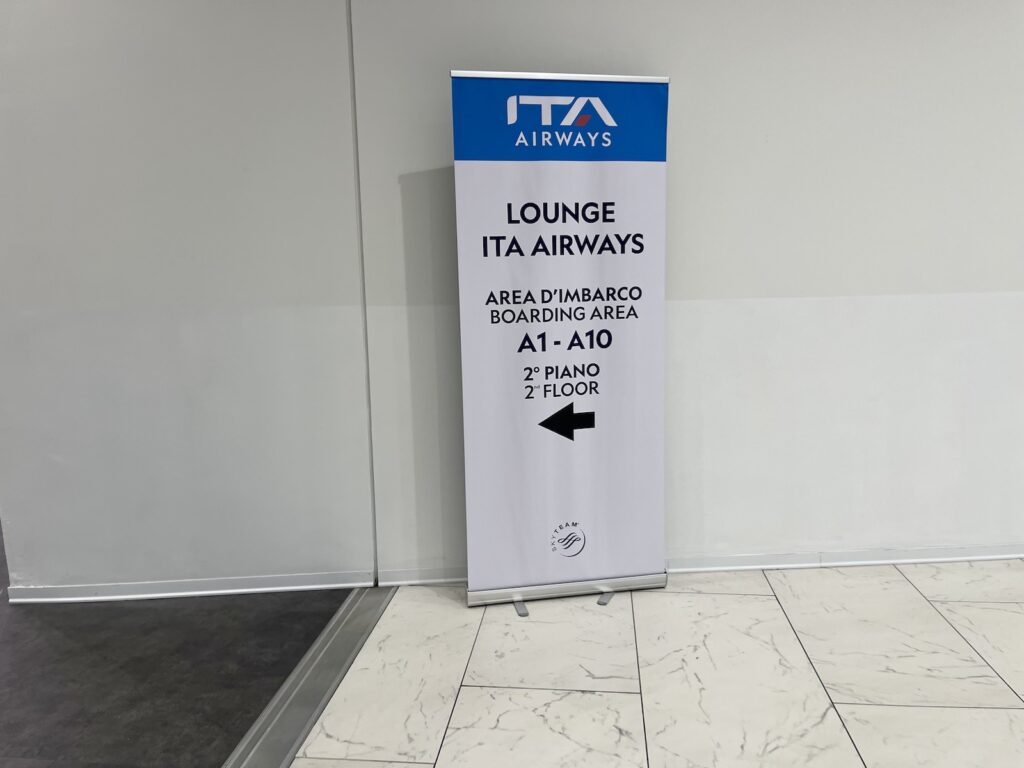 ITA
AIRWAYS
LOUNGE
ITA AIRWAYS
AREA D'IMBARCO
BOARDING AREA
A1 - A10
2° PIANO
2nd FLOOR
SKYTEAM